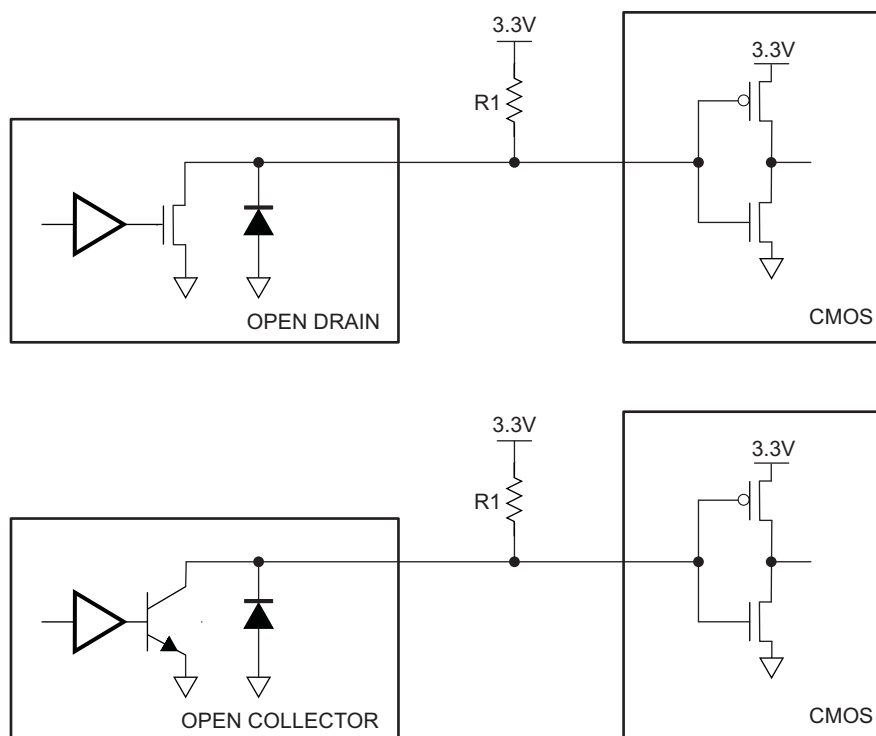 3.3V
3.3V
R1
OPEN DRAIN
CMOS
3.3V
3.3V
R1
OPEN COLLECTOR
CMOS